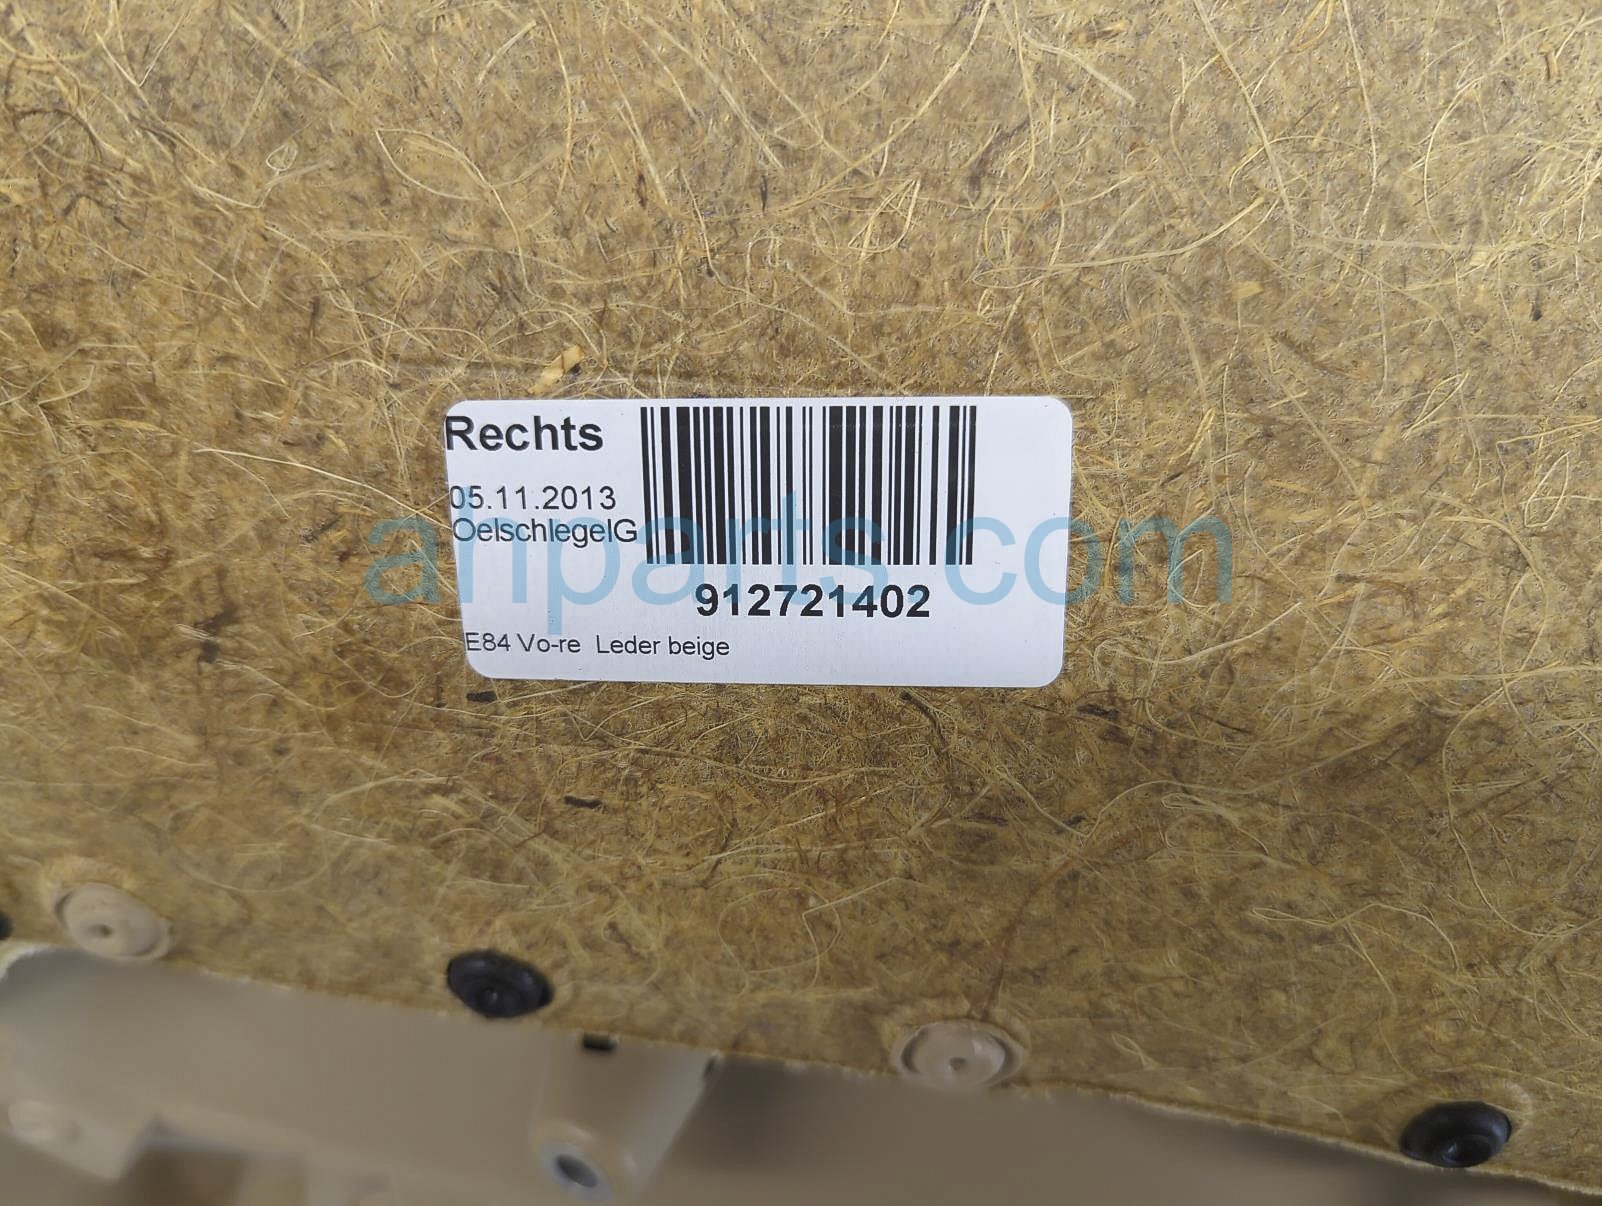 Rechts
05.11.2013
OelschlegelG
912721402
E84 Vo-re Leder beige
ahparts.com